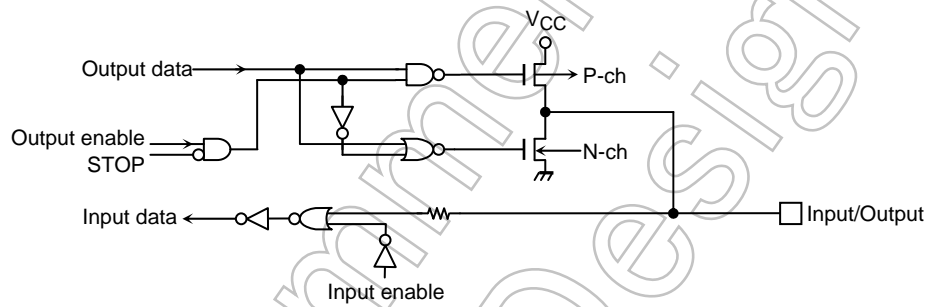 VCC
Output data
P-ch
Output enable
STOP
N-ch
Input data
Input/Output
Input enable